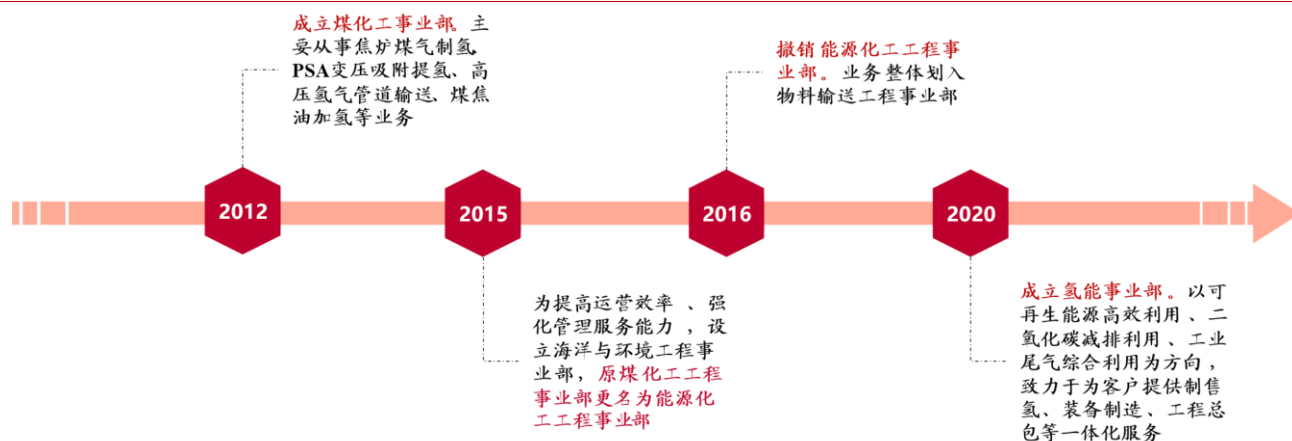 成立煤化工事业部。主
要从事焦炉煤气制氢、
PSA变压吸附提氢、高
压氢气管道输送、煤焦
油加氢等业务
撤销能源化工工程事
业部。业务整体划入
物料输送工程事业部
2012
2015
2016
2020
为提高运营效率、强
化管理服务能力，设
立海洋与环境工程事
业部，原煤化工工程
事业部更名为能源化
工工程事业部
成立氢能事业部。以可
再生能源高效利用、二
氧化碳减排利用、工业
尾气综合利用为方向，
致力于为客户提供制售
氢、装备制造、工程总
包等一体化服务